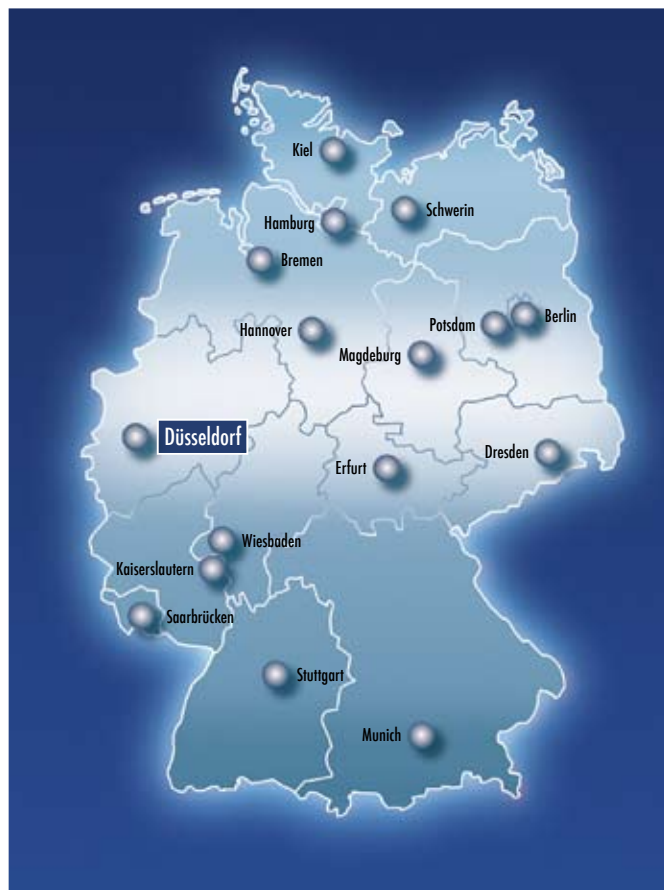 Kiel
Schwerin
Hamburg
Bremen
Berlin
Potsdam
Hannover
Magdeburg
Düsseldorf
Dresden
Erfurt
Wiesbaden
Kaiserslautern
Saarbrücken
Stuttgart
Munich